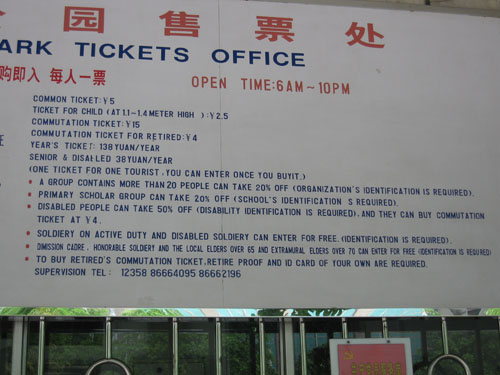 园售票处
ARK TICKETS OFFICE
购即入 每人一票
OPEN TIME:6AM~10PM
COMMON TICKET:¥5
TICKET FOR CHILD (AT 1.1~1.4METER HIGH ):¥2.5
COMMUTATION TICKET:¥15
COMMUTATION TICKET FOR RETIRED:¥4
YEAR'S TICKET: 138YUAN/YEAR
SENIOR & DISABLED 38YUAN/YEAR
(ONE TICKET FOR ONE TOURIST ,YOU CAN ENTER ONCE YOU BUYIT.)
• A GROUP CONTAINS MORE THAN 20 PEOPLE CAN TAKE 20% OFF (ORGANIZATION'S IDENTIFICATION IS REQUIRED).
• PRIMARY SCHOLAR GROUP CAN TAKE 20% OFF (SCHOOL'S IDENTIFICATION S REQUIRED).
• DISABLED PEOPLE CAN TAKE 50% OFF (DISABILITY IDENTIFICATION IS REQUIRED), AND THEY CAN BUY COMMUTATION
TICKET AT ¥4.
• SOLDIERY ON ACTIVE DUTY AND DISABLED SOLDIERY CAN ENTER FOR FREE. (IDENTIFICATION IS REQUIRED).
• DIMISSION CADRE, HONORABLE SOLDIERY AND THE LOCAL ELDERS OVER 65 AND EXTRAMURAL ELDERS OVER 70 CAN ENTER FOR FREE (IDENTIFICATION IS REQUIRED)
• TO BUY RETIRED'S COMMUTATION TICKET,RETIRE PROOF AND ID CARD OF YOUR OWN ARE REQUIRED.
SUPERVISION TEL: 12358 86664095 86662196